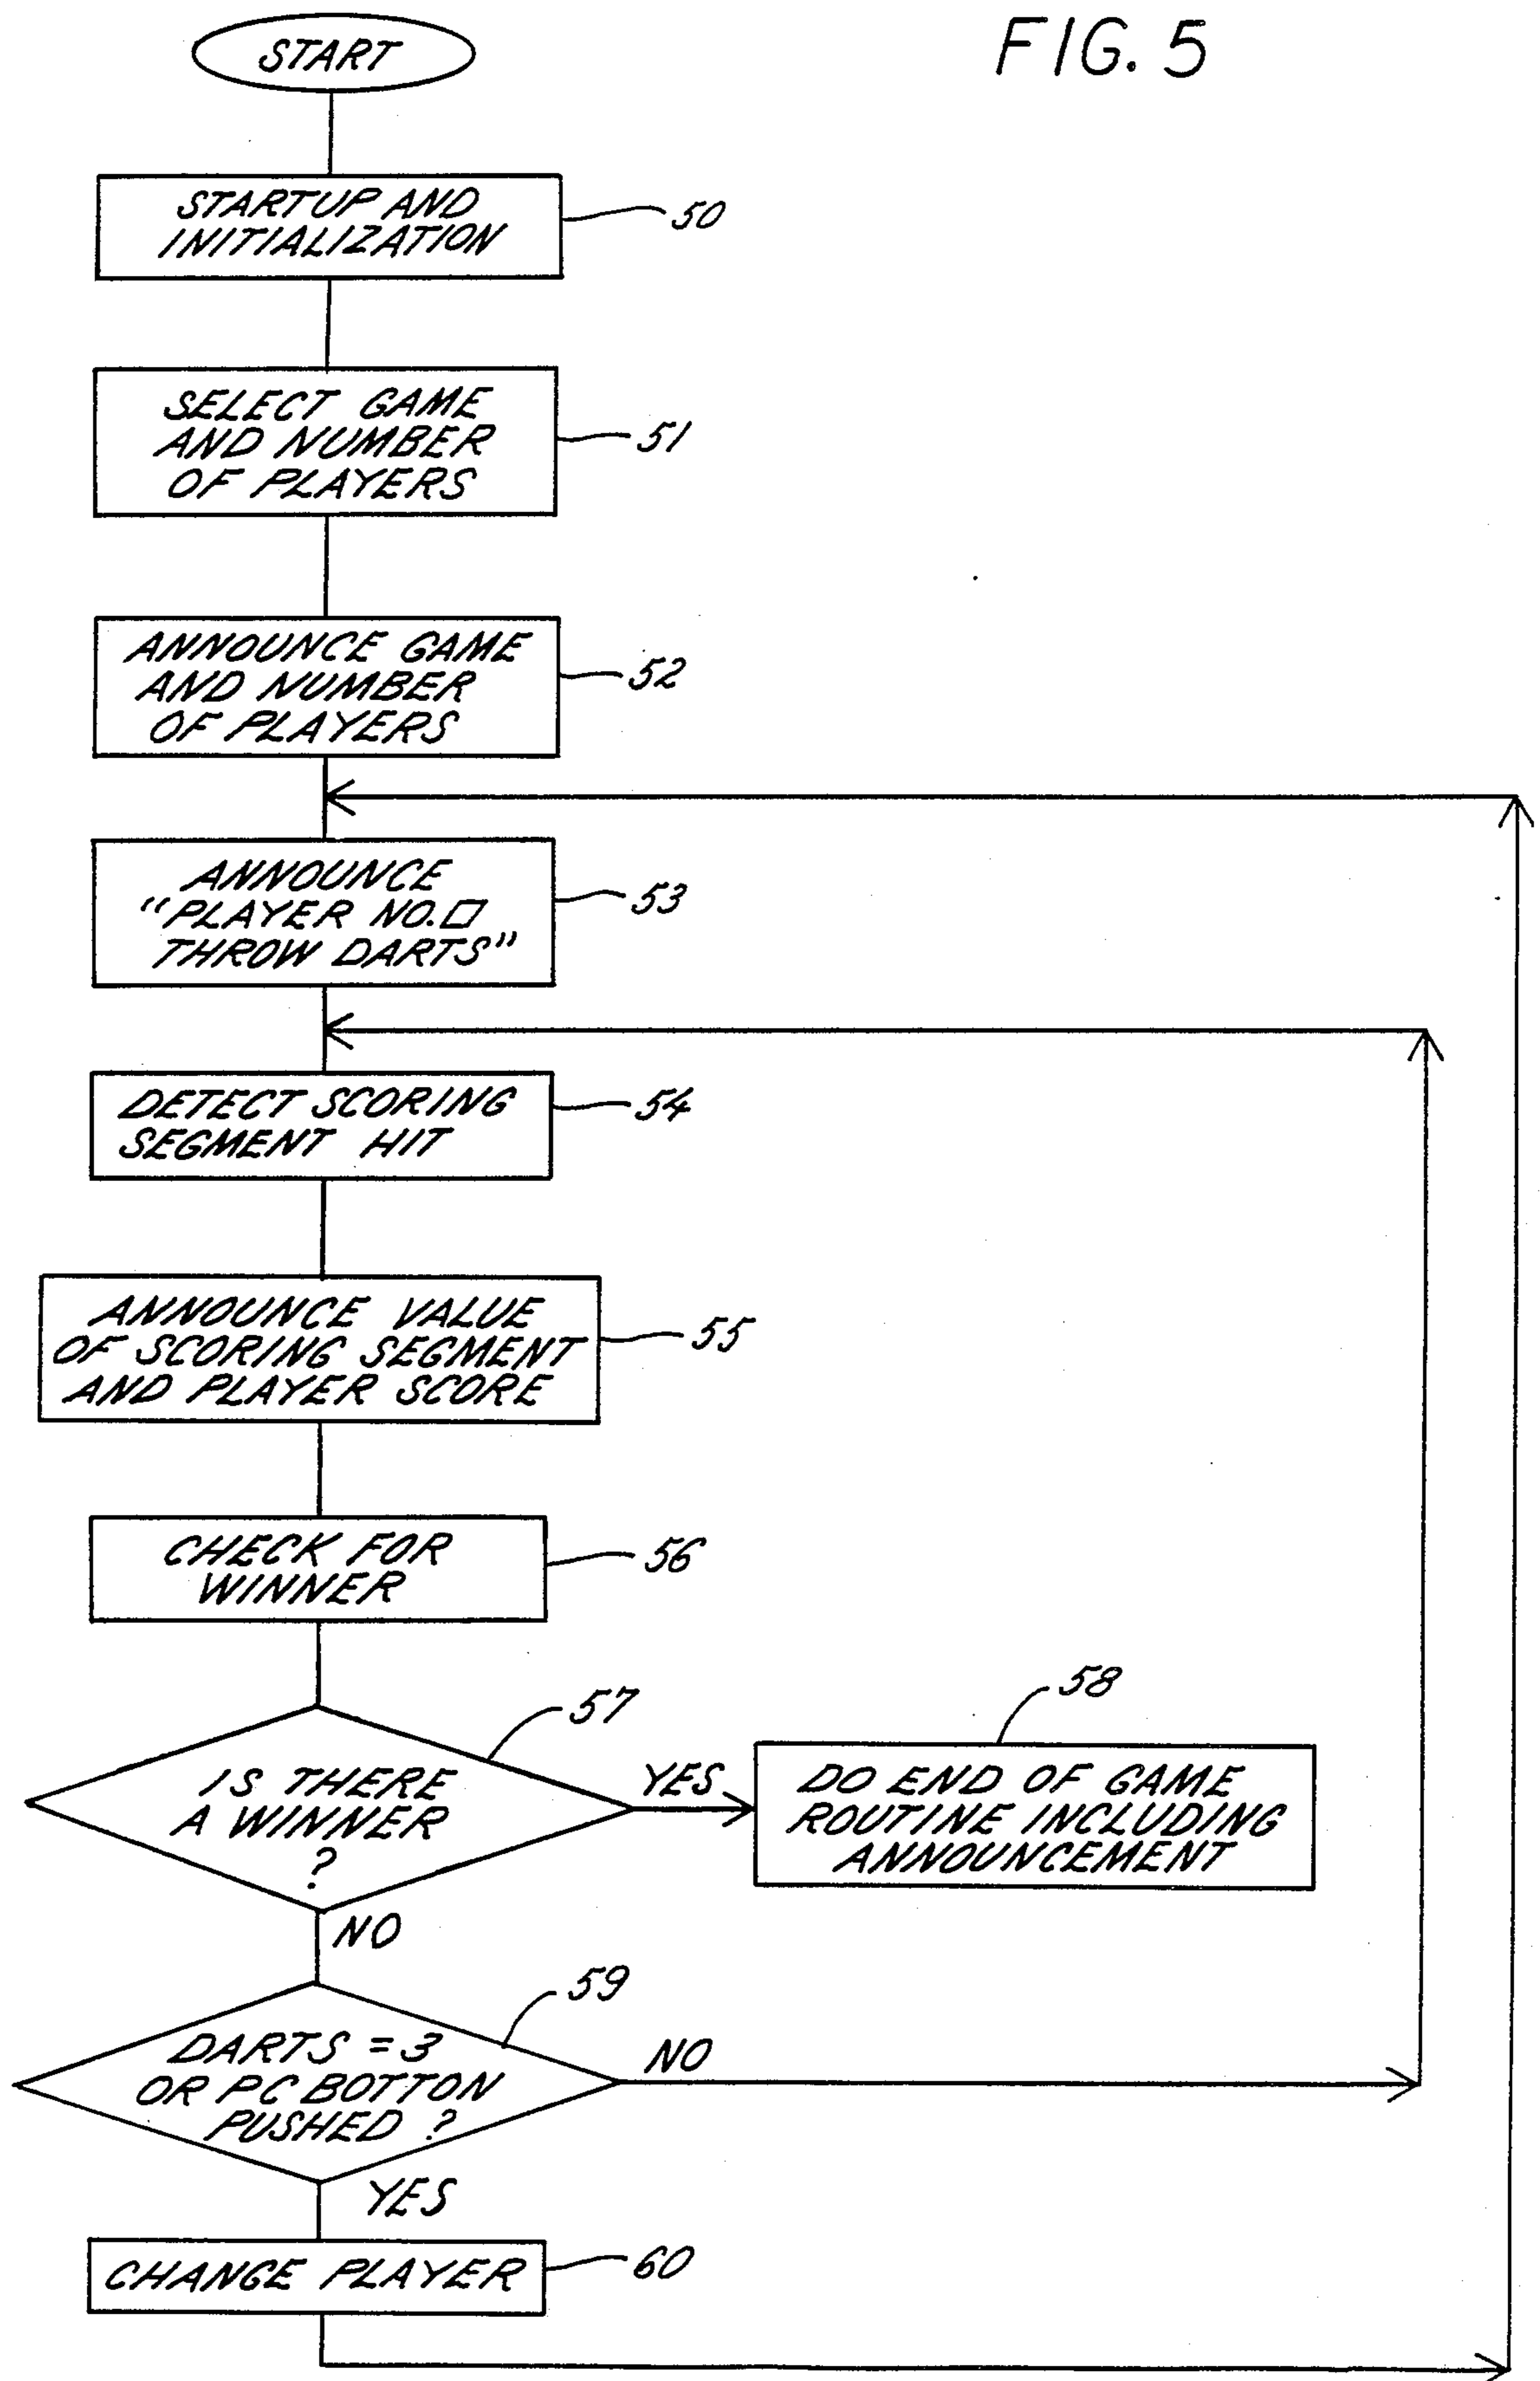 FIG. 5
START
STARTUP AND
INITIALIZATION
50
SELECT GAME
AND NUMBER
OF PLAYERS
51
ANNOUNCE GAME
AND NUMBER
OF PLAYERS
52
ANNOUNCE
"PLAYER NO.□
THROW DARTS"
53
DETECT SCORING
SEGMENT HIT
54
ANNOUNCE VALUE
OF SCORING SEGMENT
AND PLAYER SCORE
55
CHECK FOR
WINNER
56
IS THERE
A WINNER
?
57
YES
DO END OF GAME
ROUTINE INCLUDING
ANNOUNCEMENT
58
NO
DARTS = 3
OR PC BOTTON
PUSHED ?
59
NO
YES
CHANGE PLAYER
60